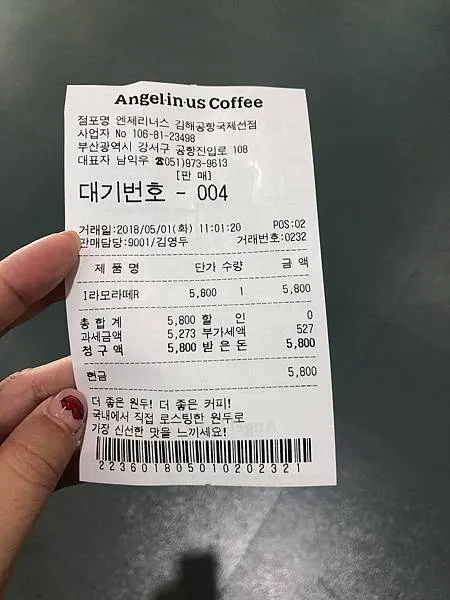 Angel·in·us Coffee
점포명 엔제리너스 김해공항국제선점
사업자 No 106-81-23498
부산광역시 강서구 공항진입로 108
대표자 남익우 ☎051)973-9613
[판 매]
대기번호 - 004
거래일:2018/05/01(화) 11:01:20 POS:02
판매담당:9001/김영두 거래번호:0232
제 품 명 단가 수량 금 액
I라모라떼R 5,800 1 5,800
총 합 계 5,800 할 인 0
과세금액 5,273 부가세액 527
청 구 액 5,800 받 은 돈 5,800
현금 5,800
더 좋은 원두! 더 좋은 커피!
국내에서 직접 로스팅한 원두로
가장 신선한 맛을 느끼세요!
223601805010202321